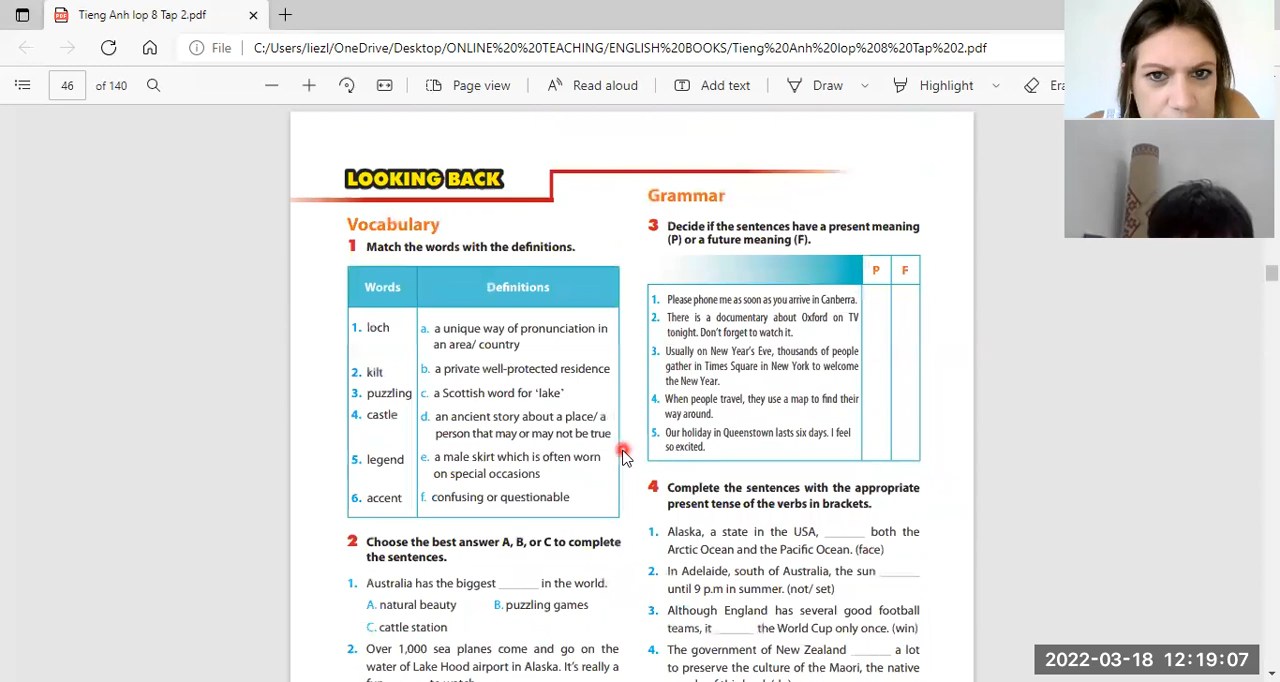 Tieng Anh lop 8 Tap 2.pdf
File
C:/Users/liezl/OneDrive/Desktop/ONLINE%20%20TEACHING/ENGLISH%20BOOKS/Tieng%20Anh%20lop%208%20Tap%202.pdf
46 of 140
Page view
Read aloud
Add text
Draw
Highlight
LOOKING BACK
Vocabulary
1 Match the words with the definitions.
Words Definitions
1. loch
a. a unique way of pronunciation in
an area/ country
2. kilt
b. a private well-protected residence
3. puzzling
c. a Scottish word for ‘lake’
4. castle
d. an ancient story about a place/ a
person that may or may not be true
5. legend
e. a male skirt which is often worn
on special occasions
6. accent
f. confusing or questionable
2 Choose the best answer A, B, or C to complete
the sentences.
1. Australia has the biggest ______ in the world.
A. natural beauty B. puzzling games
C. cattle station
2. Over 1,000 sea planes come and go on the
water of Lake Hood airport in Alaska. It’s really a
Grammar
3 Decide if the sentences have a present meaning
(P) or a future meaning (F).
P F
1. Please phone me as soon as you arrive in Canberra.
2. There is a documentary about Oxford on TV
tonight. Don’t forget to watch it.
3. Usually on New Year’s Eve, thousands of people
gather in Times Square in New York to welcome
the New Year.
4. When people travel, they use a map to find their
way around.
5. Our holiday in Queenstown lasts six days. I feel
so excited.
4 Complete the sentences with the appropriate
present tense of the verbs in brackets.
1. Alaska, a state in the USA, ______ both the
Arctic Ocean and the Pacific Ocean. (face)
2. In Adelaide, south of Australia, the sun ______
until 9 p.m in summer. (not/ set)
3. Although England has several good football
teams, it ______ the World Cup only once. (win)
4. The government of New Zealand ______ a lot
to preserve the culture of the Maori, the native
2022-03-18 12:19:07